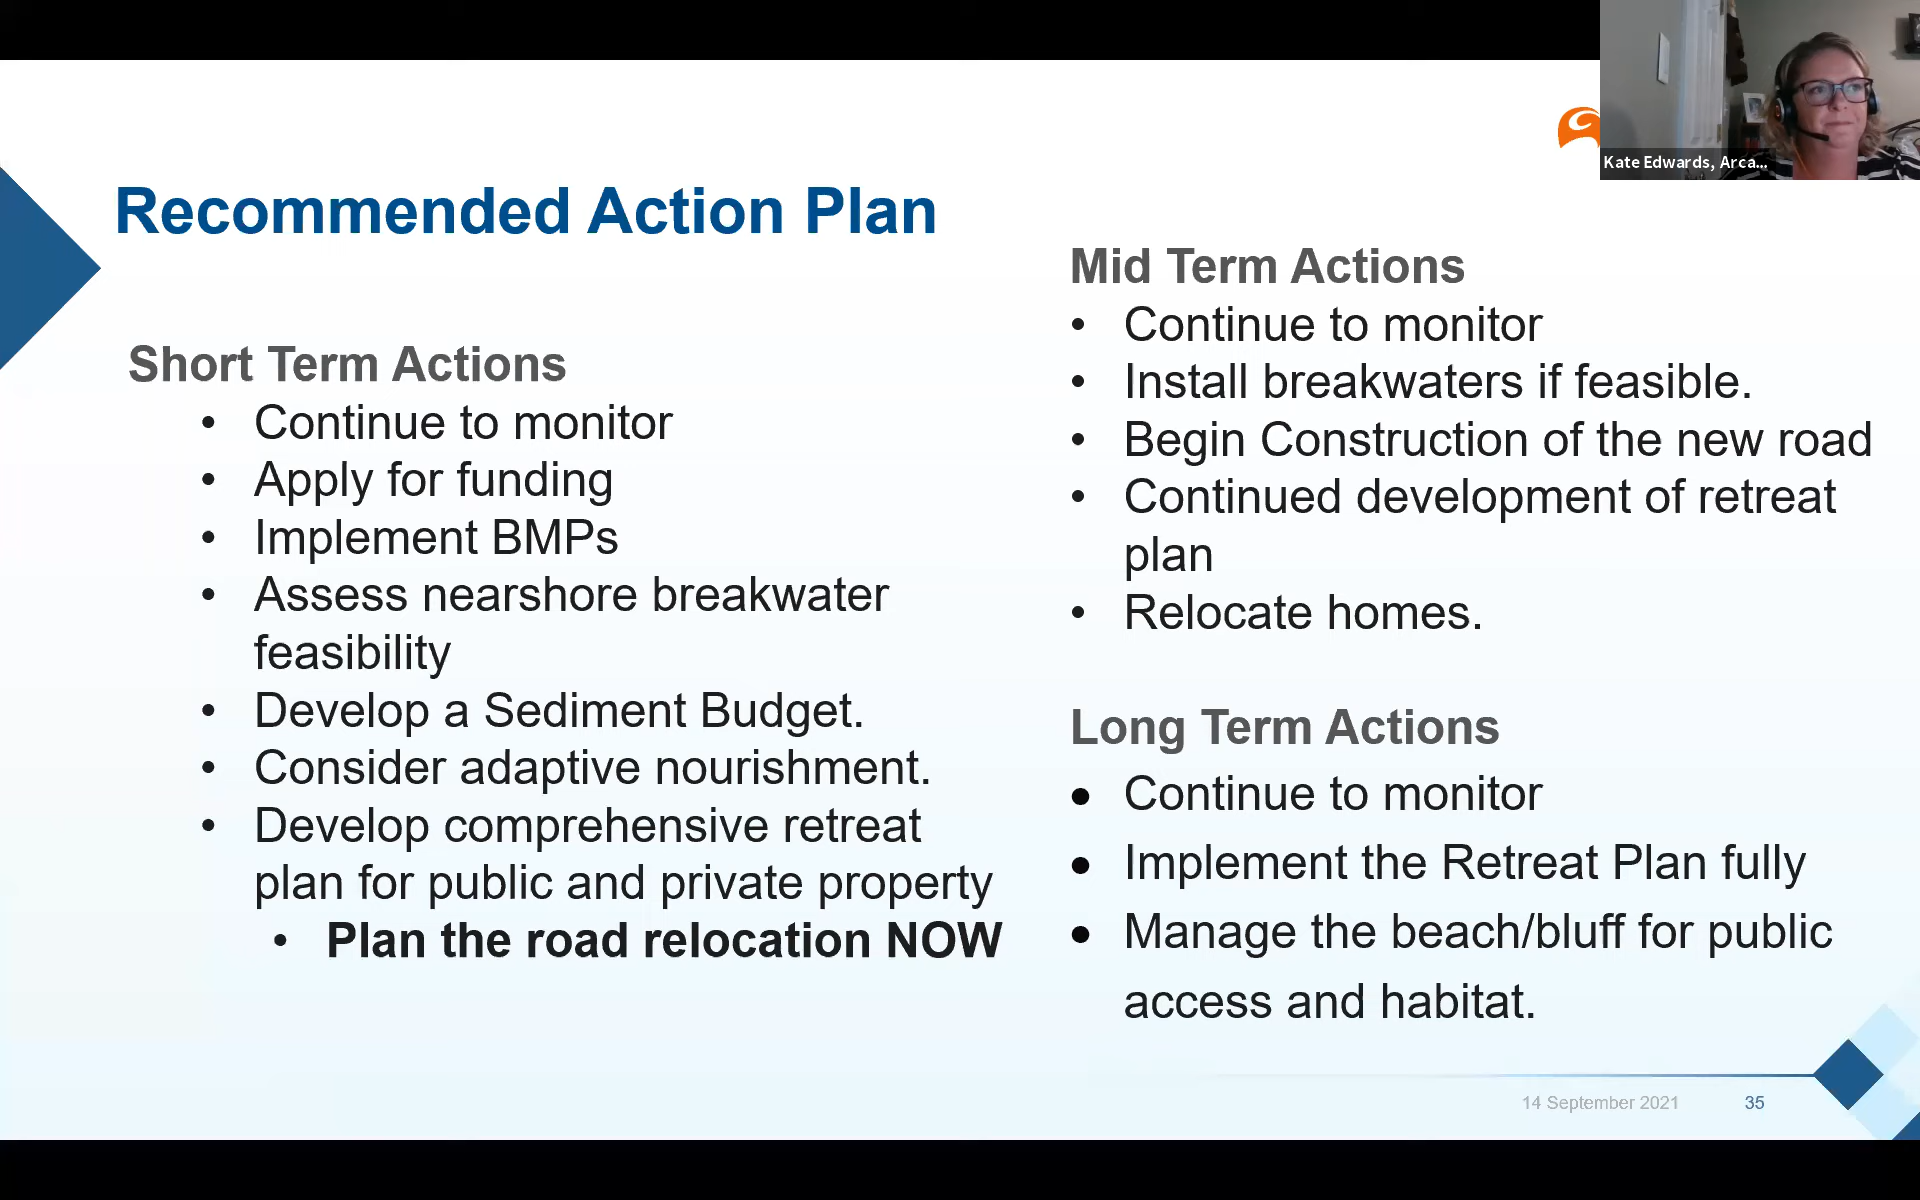 Kate Edwards, Arca...
Recommended Action Plan
Short Term Actions
• Continue to monitor
• Apply for funding
• Implement BMPs
• Assess nearshore breakwater
feasibility
• Develop a Sediment Budget.
• Consider adaptive nourishment.
• Develop comprehensive retreat
plan for public and private property
• Plan the road relocation NOW
Mid Term Actions
• Continue to monitor
• Install breakwaters if feasible.
• Begin Construction of the new road
• Continued development of retreat
plan
• Relocate homes.
Long Term Actions
• Continue to monitor
• Implement the Retreat Plan fully
• Manage the beach/bluff for public
access and habitat.
14 September 2021
35